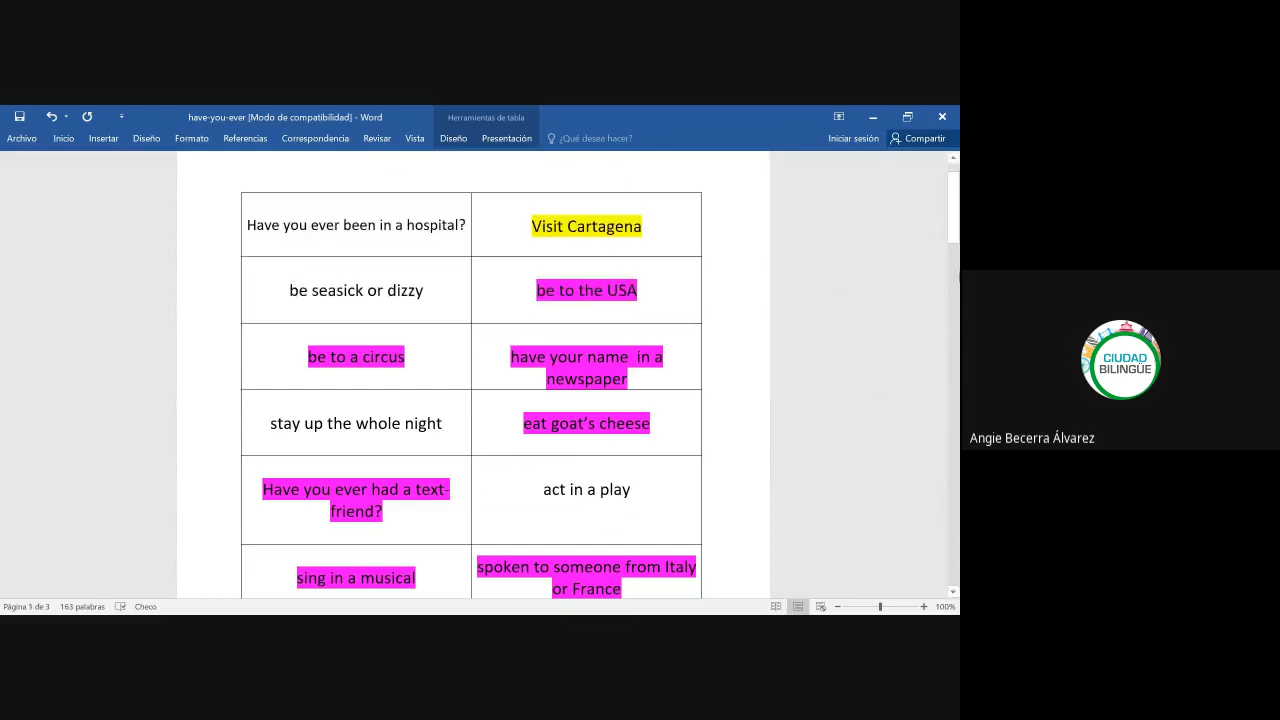 have-you-ever [Modo de compatibilidad] - Word
Herramientas de tabla
Archivo Inicio Insertar Diseño Formato Referencias Correspondencia Revisar Vista Diseño Presentación ¿Qué desea hacer? Iniciar sesión Compartir
Have you ever been in a hospital?
Visit Cartagena
be seasick or dizzy
be to the USA
be to a circus
have your name in a
newspaper
stay up the whole night
eat goat's cheese
Have you ever had a text-
friend?
act in a play
sing in a musical
spoken to someone from Italy
or France
Página 1 de 3 163 palabras Checo 100%
CIUDAD
BILINGÜE
Angie Becerra Álvarez